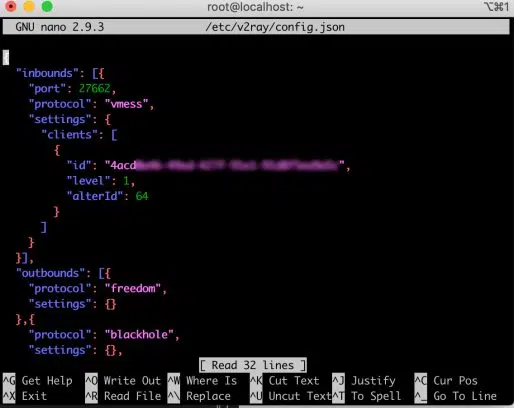 root@localhost: ~ ⌥⌘1
GNU nano 2.9.3 /etc/v2ray/config.json
{
"inbounds": [{
"port": 27662,
"protocol": "vmess",
"settings": {
"clients": [
{
"id": "4acd ",
"level": 1,
"alterId": 64
}
]
}
}],
"outbounds": [{
"protocol": "freedom",
"settings": {}
},{
"protocol": "blackhole",
"settings": {},
[ Read 32 lines ]
^G Get Help ^O Write Out ^W Where Is ^K Cut Text ^J Justify ^C Cur Pos
^X Exit ^R Read File ^\ Replace ^U Uncut Text ^T To Spell ^_ Go To Line